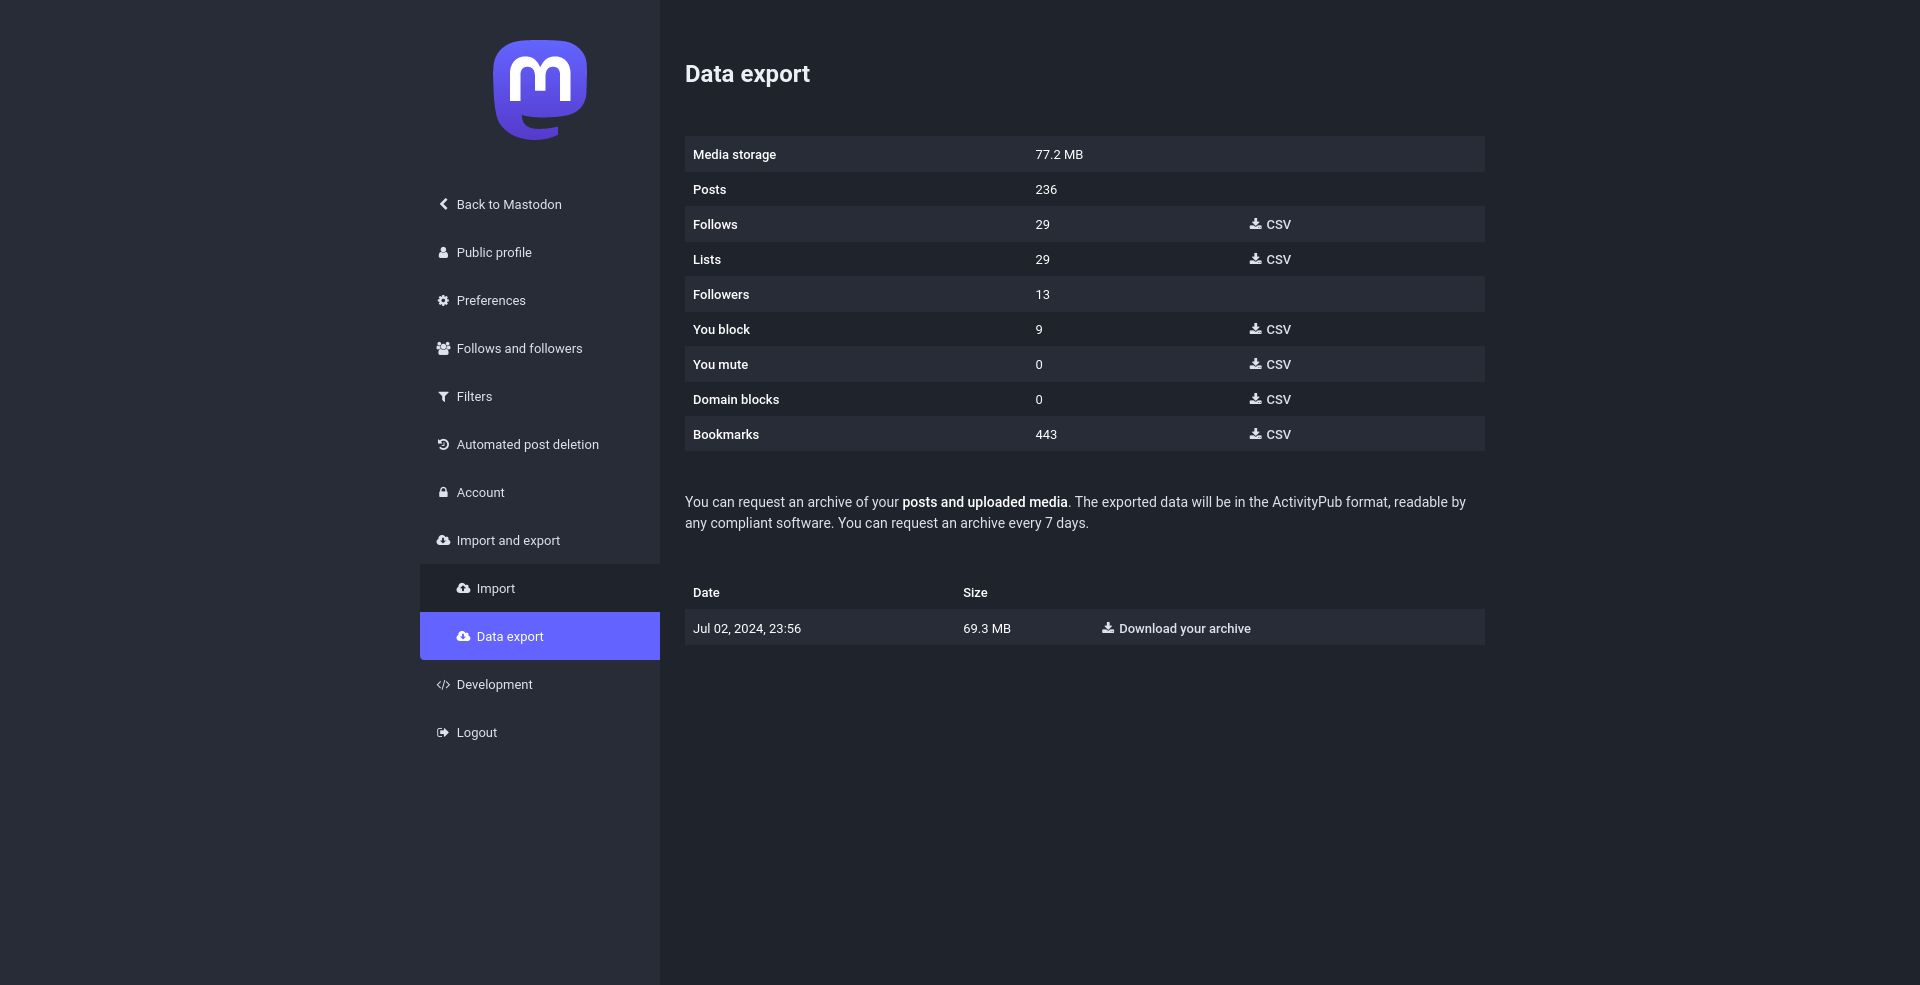 Back to Mastodon
Public profile
Preferences
Follows and followers
Filters
Automated post deletion
Account
Import and export
Import
Data export
Development
Logout
Data export
Media storage 77.2 MB
Posts 236
Follows 29 CSV
Lists 29 CSV
Followers 13
You block 9 CSV
You mute 0 CSV
Domain blocks 0 CSV
Bookmarks 443 CSV
You can request an archive of your posts and uploaded media. The exported data will be in the ActivityPub format, readable by
any compliant software. You can request an archive every 7 days.
Date Size
Jul 02, 2024, 23:56 69.3 MB Download your archive